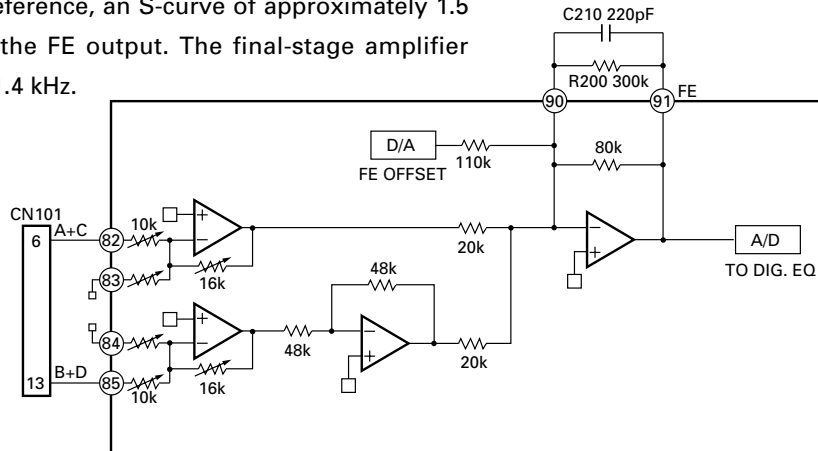 eference, an S-curve of approximately 1.5
the FE output. The final-stage amplifier
.4 kHz.
C210 220pF
R200 300k
90
91
FE
D/A
110k
80k
FE OFFSET
CN101
6
A+C
82
10k
+
−
20k
−
+
A/D
TO DIG. EQ
83
16k
48k
84
+
−
48k
−
+
20k
13
B+D
85
10k
16k